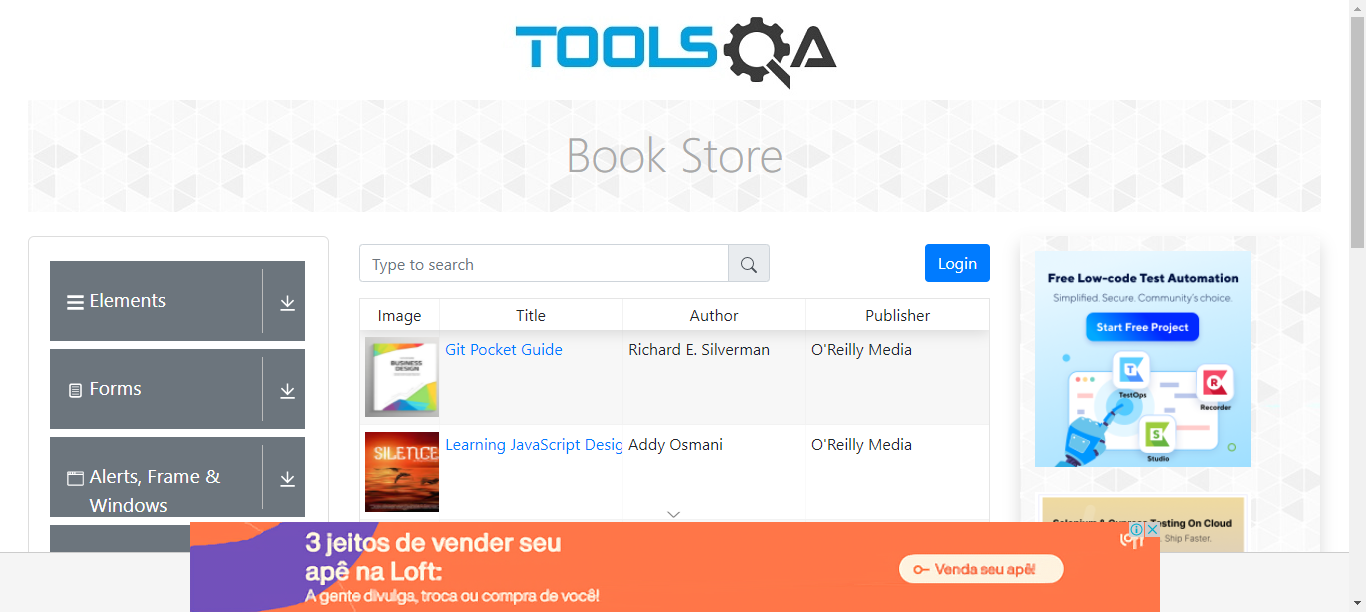 TOOLSQA
Book Store
Elements
Forms
Alerts, Frame &
Windows
Type to search
Login
Image Title Author Publisher
BUSINESS
DESIGN
Git Pocket Guide Richard E. Silverman O'Reilly Media
SILENCE
Learning JavaScript Desig Addy Osmani O'Reilly Media
Free Low-code Test Automation
Simplified. Secure. Community's choice.
Start Free Project
TestOps
R
Recorder
S
Studio
Testing On Cloud
Ship Faster.
3 jeitos de vender seu
apê na Loft:
A gente divulga, troca ou compra de você!
Venda seu apê!